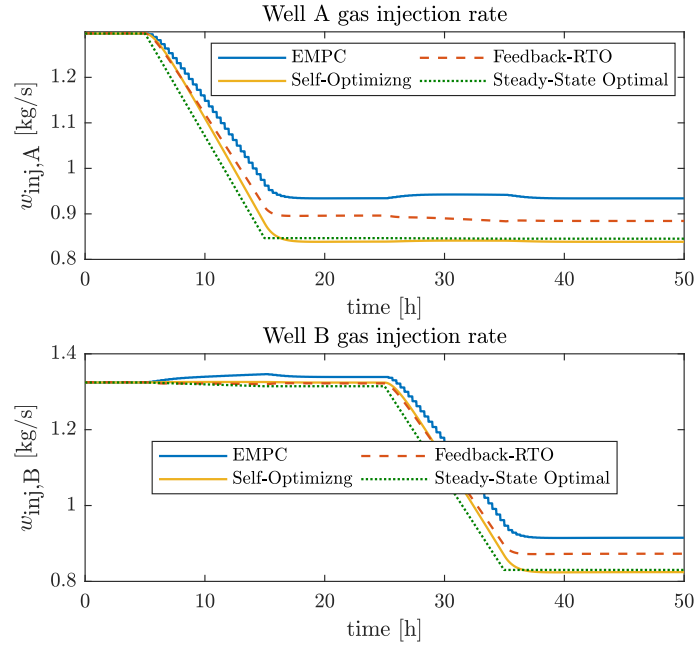 Well A gas injection rate
EMPC Feedback-RTO
Self-Optimizng Steady-State Optimal
1.2
1.1
1
0.9
0.8
w_inj,A [kg/s]
0 10 20 30 40 50
time [h]
Well B gas injection rate
EMPC Feedback-RTO
Self-Optimizng Steady-State Optimal
1.4
1.2
1
0.8
w_inj,B [kg/s]
0 10 20 30 40 50
time [h]